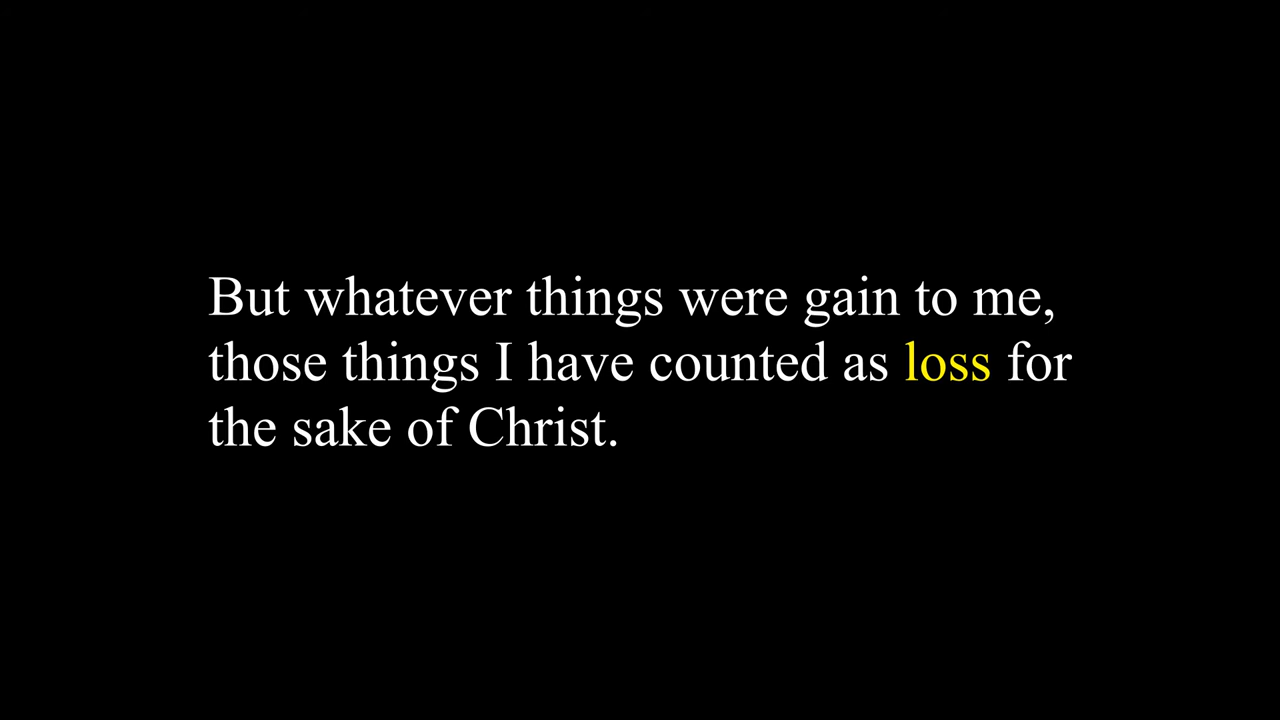 But whatever things were gain to me,
those things I have counted as loss for
the sake of Christ.